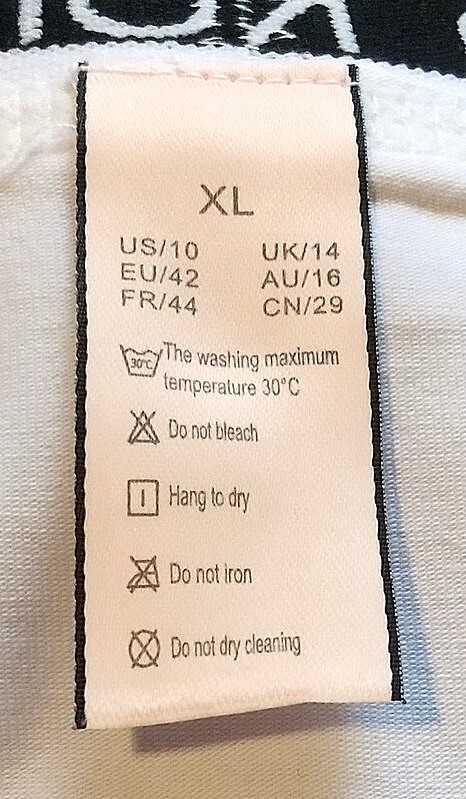 XL
US/10 UK/14
EU/42 AU/16
FR/44 CN/29
30°C The washing maximum
temperature 30°C
Do not bleach
Hang to dry
Do not Iron
Do not dry cleaning